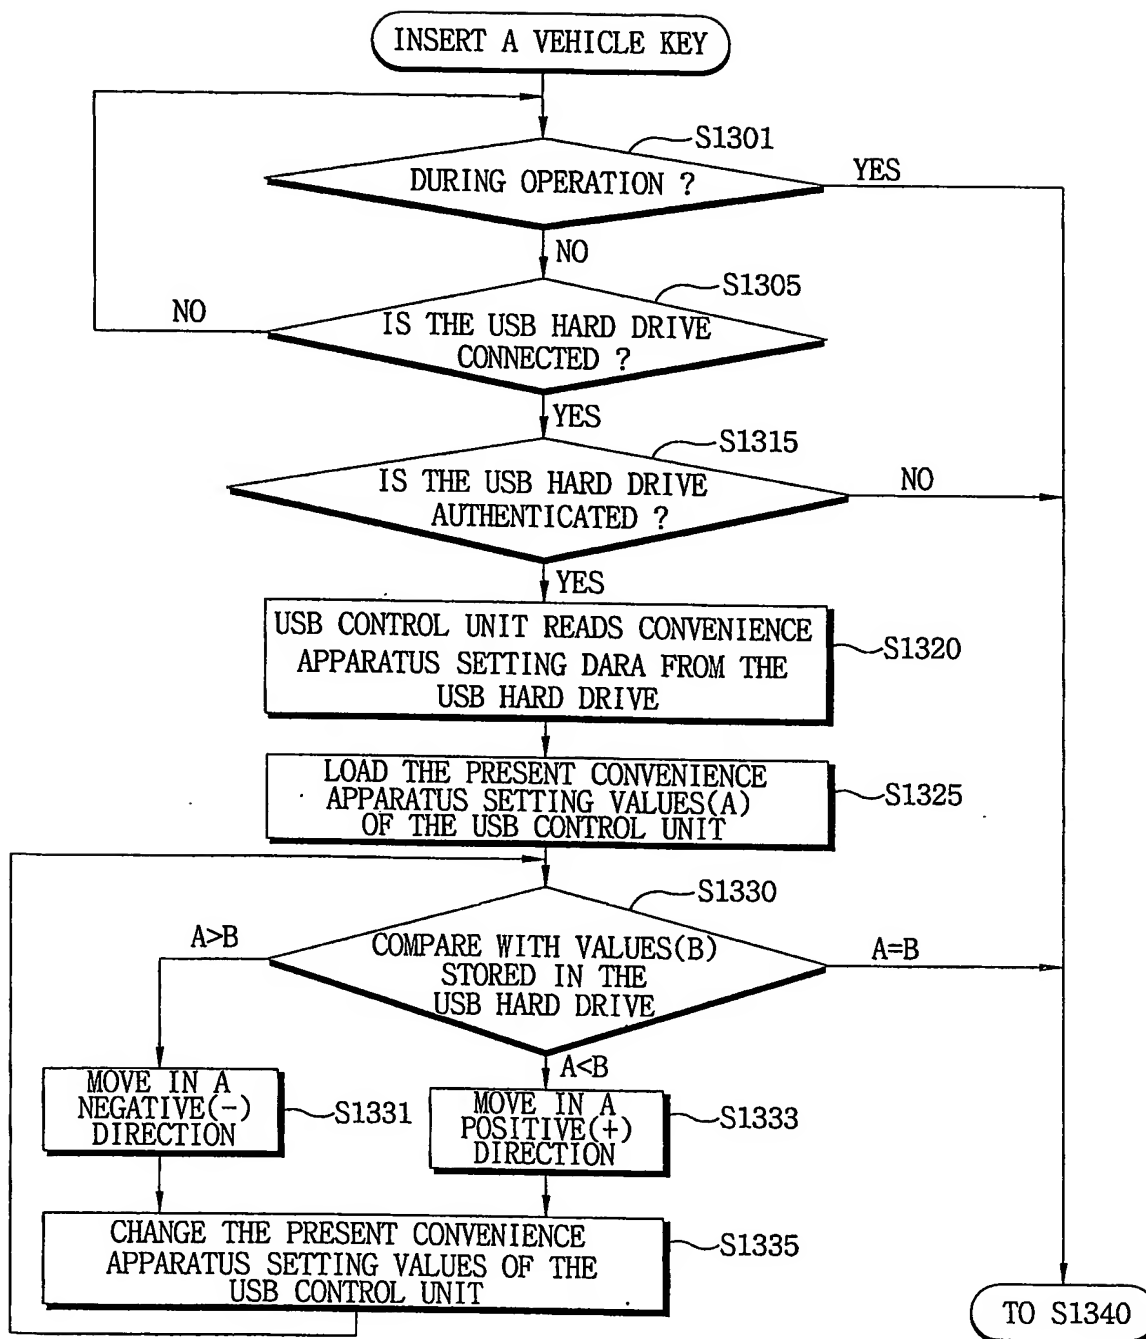 INSERT A VEHICLE KEY
S1301
DURING OPERATION ?
YES
NO
S1305
NO
IS THE USB HARD DRIVE
CONNECTED ?
YES
S1315
IS THE USB HARD DRIVE
AUTHENTICATED ?
NO
YES
USB CONTROL UNIT READS CONVENIENCE
APPARATUS SETTING DARA FROM THE
USB HARD DRIVE
S1320
LOAD THE PRESENT CONVENIENCE
APPARATUS SETTING VALUES(A)
OF THE USB CONTROL UNIT
S1325
S1330
A>B
COMPARE WITH VALUES(B)
STORED IN THE
USB HARD DRIVE
A=B
A<B
MOVE IN A
NEGATIVE(-)
DIRECTION
S1331
MOVE IN A
POSITIVE(+)
DIRECTION
S1333
CHANGE THE PRESENT CONVENIENCE
APPARATUS SETTING VALUES OF THE
USB CONTROL UNIT
S1335
TO S1340